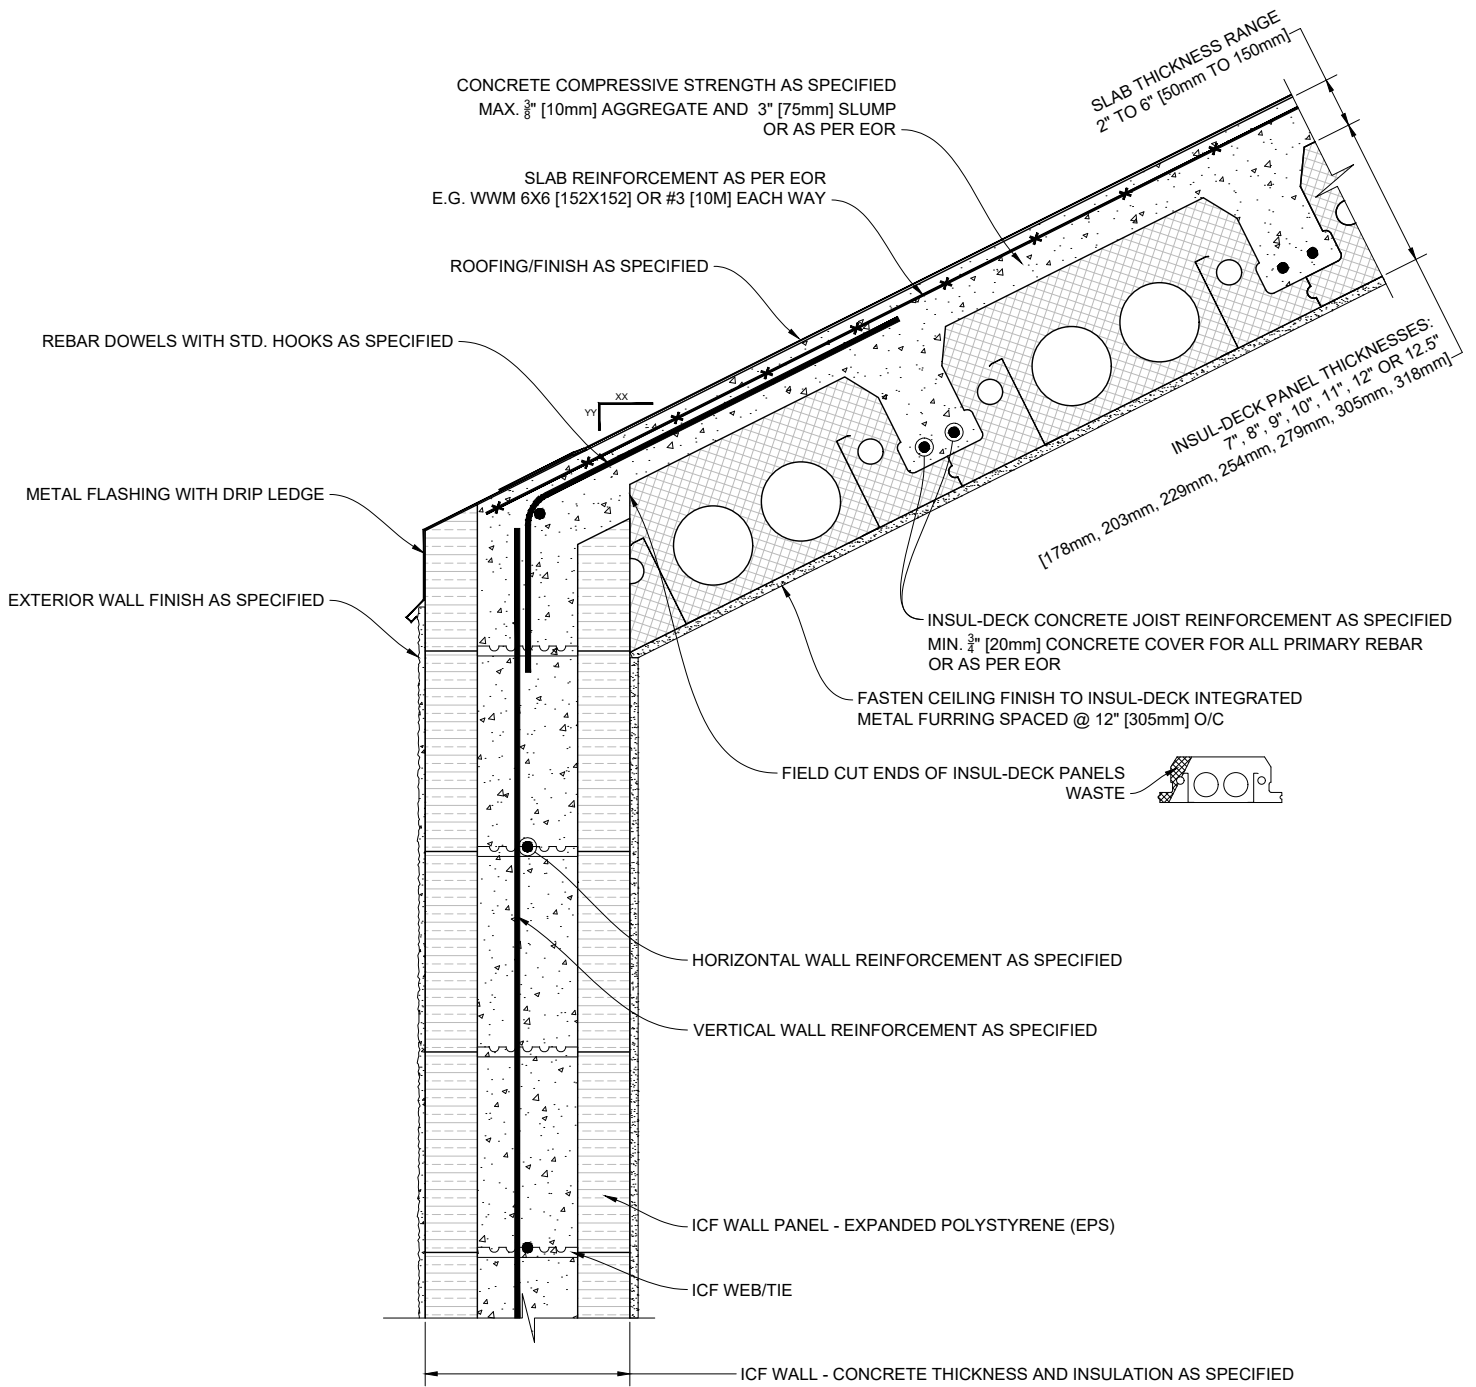 SLAB THICKNESS RANGE
2" TO 6" [50mm TO 150mm]
CONCRETE COMPRESSIVE STRENGTH AS SPECIFIED
MAX. 3/8" [10mm] AGGREGATE AND 3" [75mm] SLUMP
OR AS PER EOR
SLAB REINFORCEMENT AS PER EOR
E.G. WWM 6X6 [152X152] OR #3 [10M] EACH WAY
ROOFING/FINISH AS SPECIFIED
REBAR DOWELS WITH STD. HOOKS AS SPECIFIED
XX
YY
INSUL-DECK PANEL THICKNESSES:
7", 8", 9", 10", 11", 12" OR 12.5"
[178mm, 203mm, 229mm, 254mm, 279mm, 305mm, 318mm]
METAL FLASHING WITH DRIP LEDGE
EXTERIOR WALL FINISH AS SPECIFIED
INSUL-DECK CONCRETE JOIST REINFORCEMENT AS SPECIFIED
MIN. 3/4" [20mm] CONCRETE COVER FOR ALL PRIMARY REBAR
OR AS PER EOR
FASTEN CEILING FINISH TO INSUL-DECK INTEGRATED
METAL FURRING SPACED @ 12" [305mm] O/C
FIELD CUT ENDS OF INSUL-DECK PANELS
WASTE
HORIZONTAL WALL REINFORCEMENT AS SPECIFIED
VERTICAL WALL REINFORCEMENT AS SPECIFIED
ICF WALL PANEL - EXPANDED POLYSTYRENE (EPS)
ICF WEB/TIE
ICF WALL - CONCRETE THICKNESS AND INSULATION AS SPECIFIED